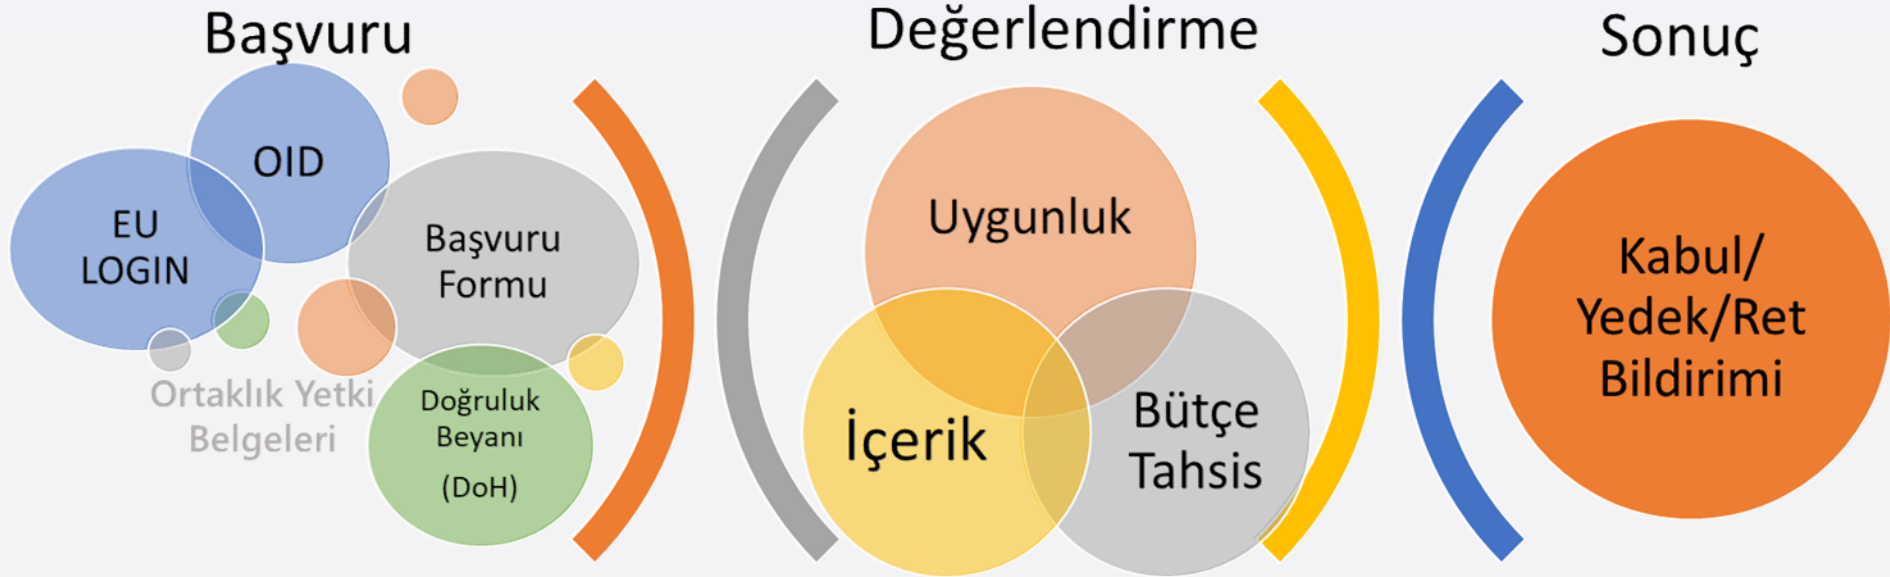 Başvuru
OID
EU
LOGIN
Başvuru
Formu
Ortaklık Yetki
Belgeleri
Doğruluk
Beyanı
(DoH)
Değerlendirme
Uygunluk
İçerik
Bütçe
Tahsis
Sonuç
Kabul/
Yedek/Ret
Bildirimi